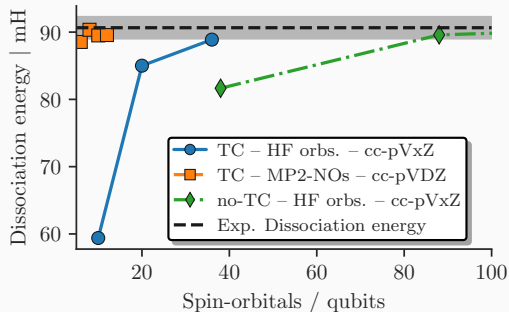 Dissociation energy | mH
90
80
70
60
TC – HF orbs. – cc-pVxZ
TC – MP2-NOs – cc-pVDZ
no-TC – HF orbs. – cc-pVxZ
Exp. Dissociation energy
20 40 60 80 100
Spin-orbitals / qubits